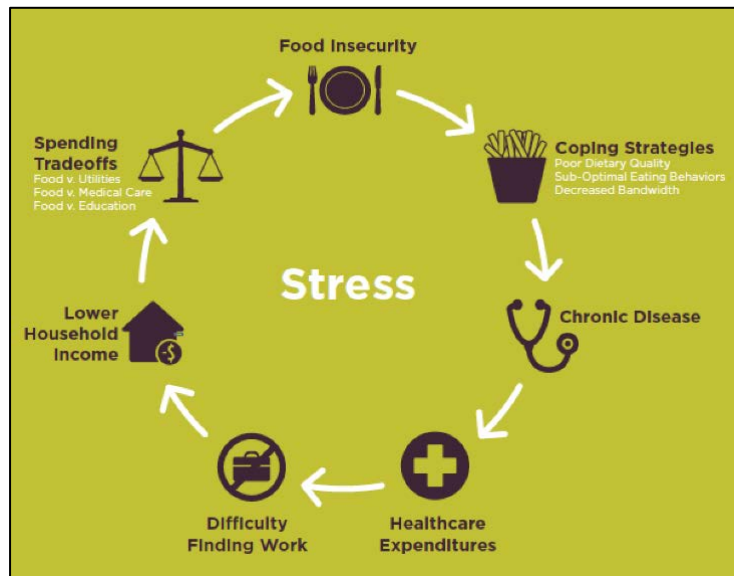 Food Insecurity
Coping Strategies
Poor Dietary Quality
Sub-Optimal Eating Behaviors
Decreased Bandwidth
Chronic Disease
Healthcare
Expenditures
Difficulty
Finding Work
Lower
Household
Income
-$
Spending
Tradeoffs
Food v. Utilities
Food v. Medical Care
Food v. Education
Stress